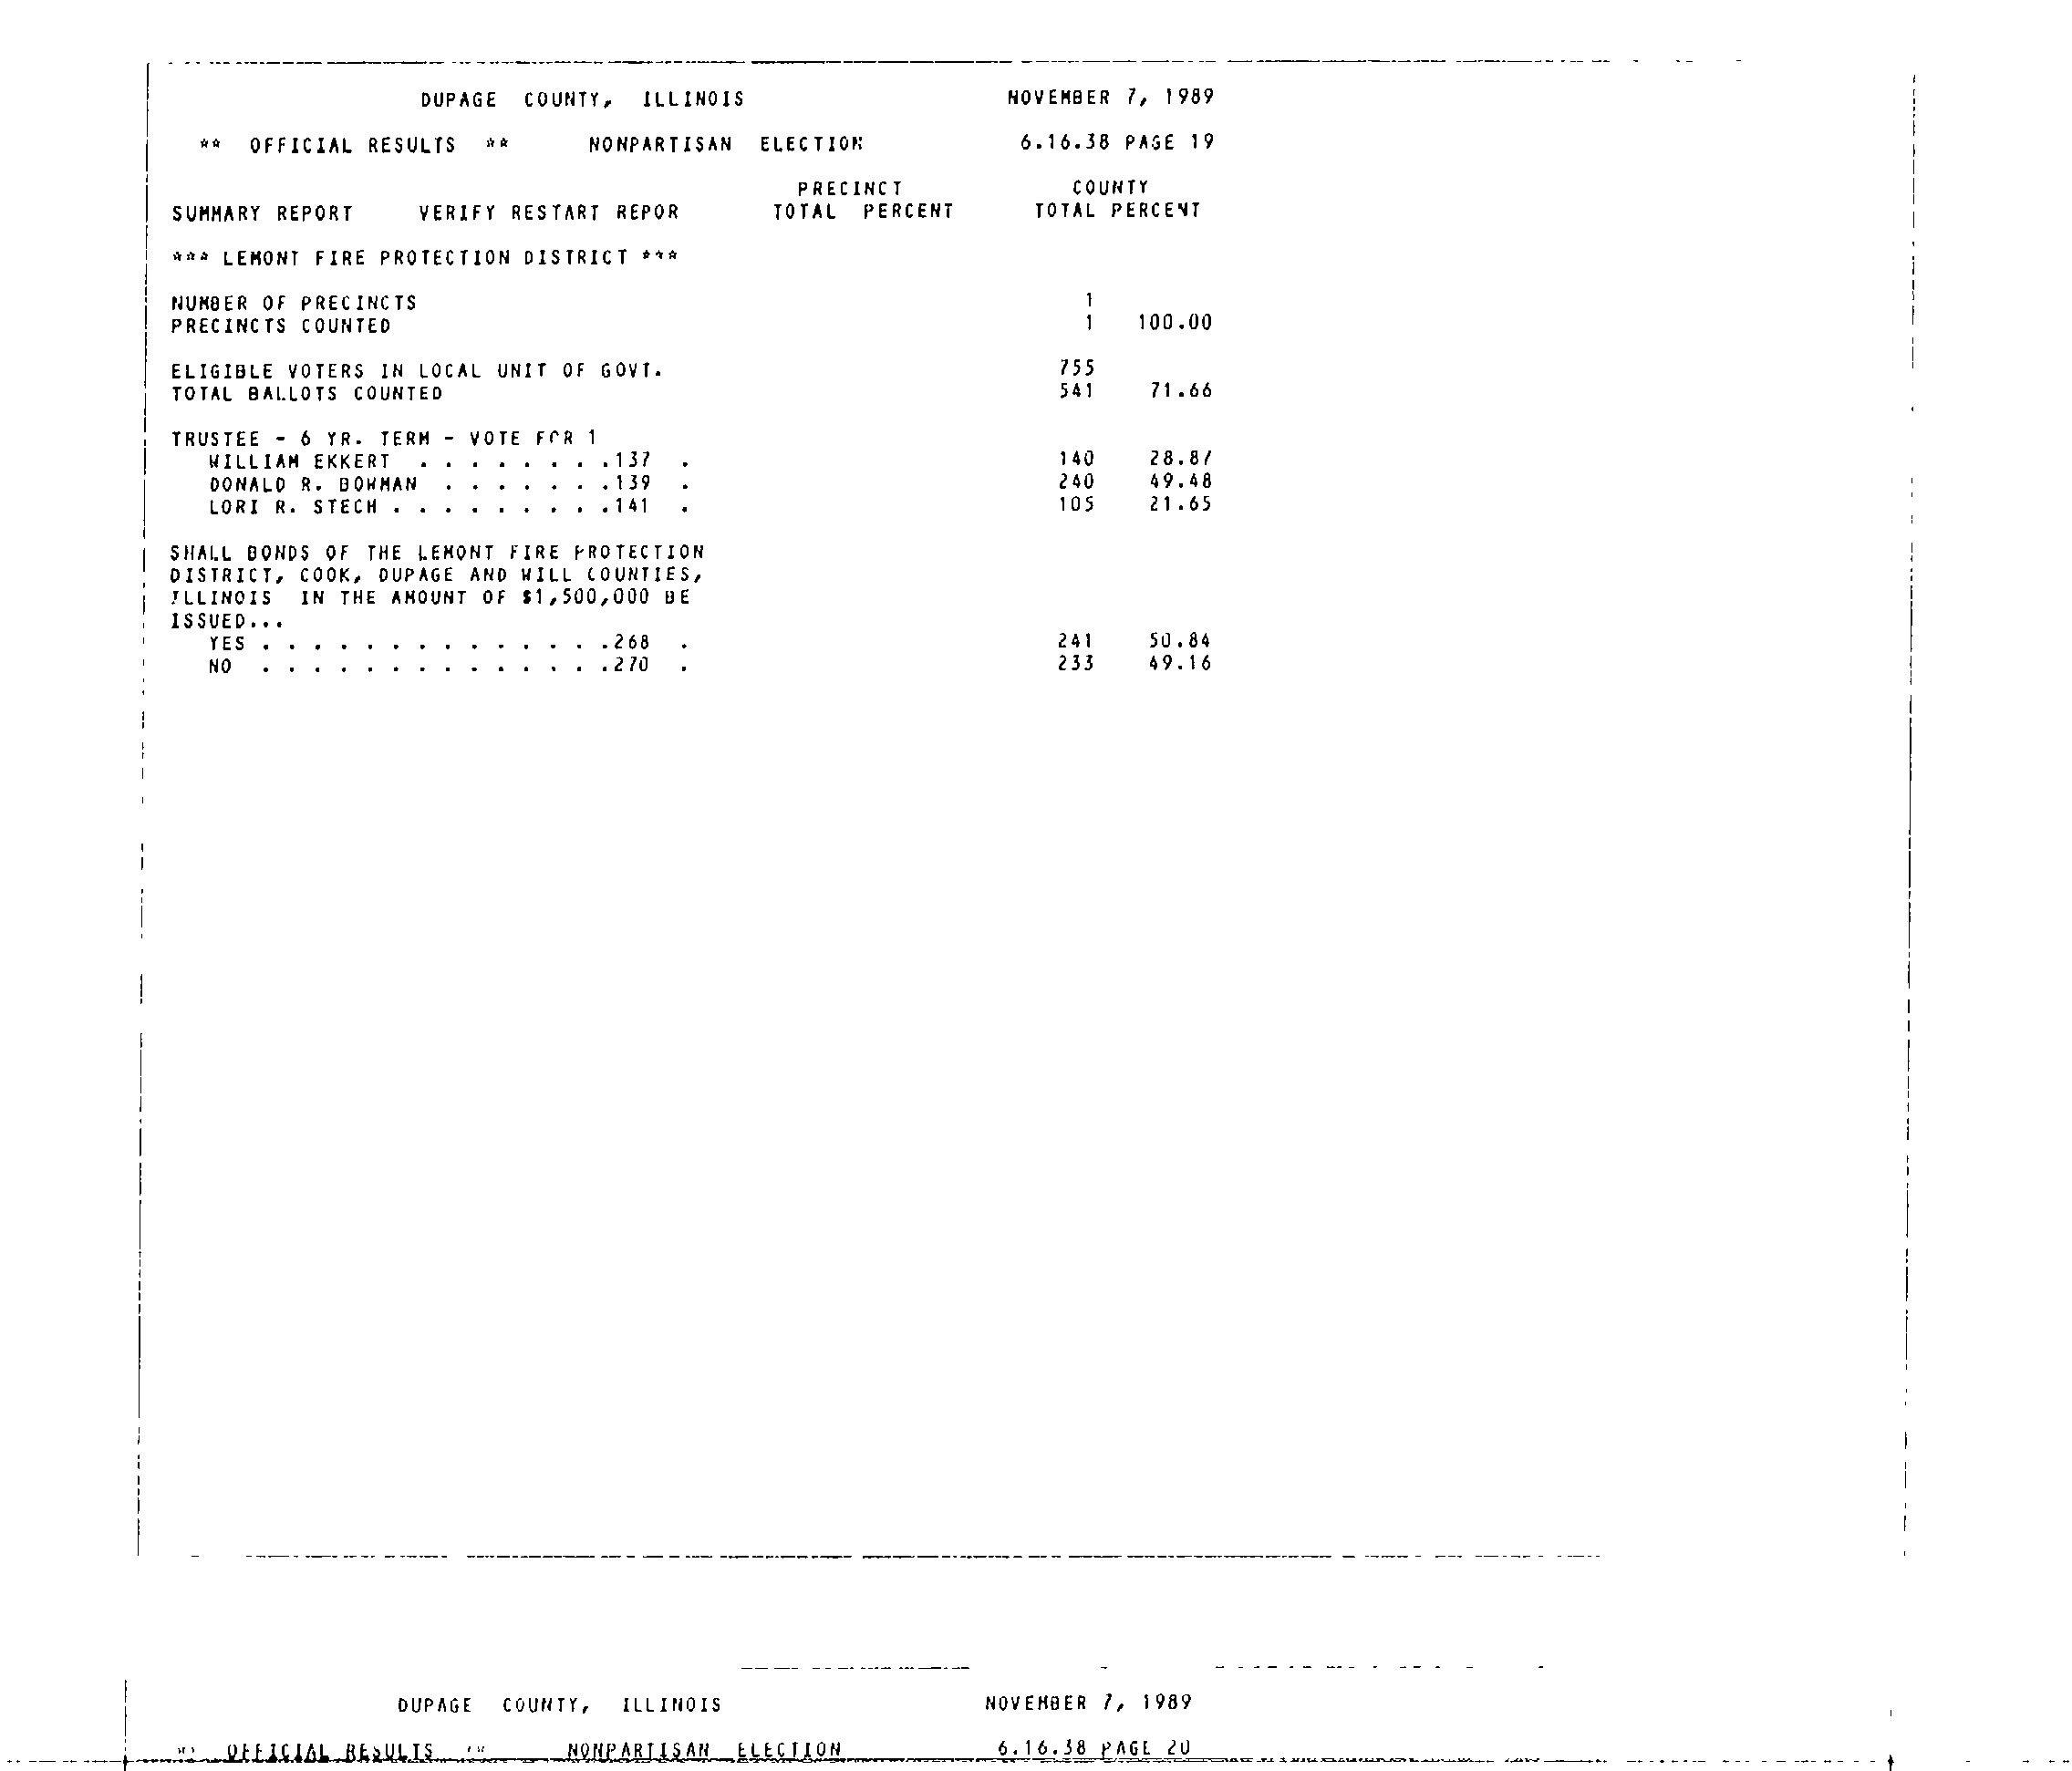 DUPAGE COUNTY, ILLINOIS NOVEMBER 7, 1989
** OFFICIAL RESULTS ** NONPARTISAN ELECTION 6.16.38 PAGE 19
PRECINCT COUNTY
SUMMARY REPORT VERIFY RESTART REPOR TOTAL PERCENT TOTAL PERCENT
*** LEMONT FIRE PROTECTION DISTRICT ***
NUMBER OF PRECINCTS 1
PRECINCTS COUNTED 1 100.00
ELIGIBLE VOTERS IN LOCAL UNIT OF GOVT. 755
TOTAL BALLOTS COUNTED 541 71.66
TRUSTEE - 6 YR. TERM - VOTE FOR 1
WILLIAM EKKERT . . . . . . . .137 . 140 28.87
DONALD R. BOWMAN . . . . . . .139 . 240 49.48
LORI R. STECH . . . . . . . . .141 . 105 21.65
SHALL BONDS OF THE LEMONT FIRE PROTECTION
DISTRICT, COOK, DUPAGE AND WILL COUNTIES,
ILLINOIS IN THE AMOUNT OF $1,500,000 BE
ISSUED...
YES . . . . . . . . . . . . . .268 . 241 50.84
NO . . . . . . . . . . . . . .270 . 233 49.16
DUPAGE COUNTY, ILLINOIS NOVEMBER 7, 1989
** OFFICIAL RESULTS ** NONPARTISAN ELECTION 6.16.38 PAGE 20